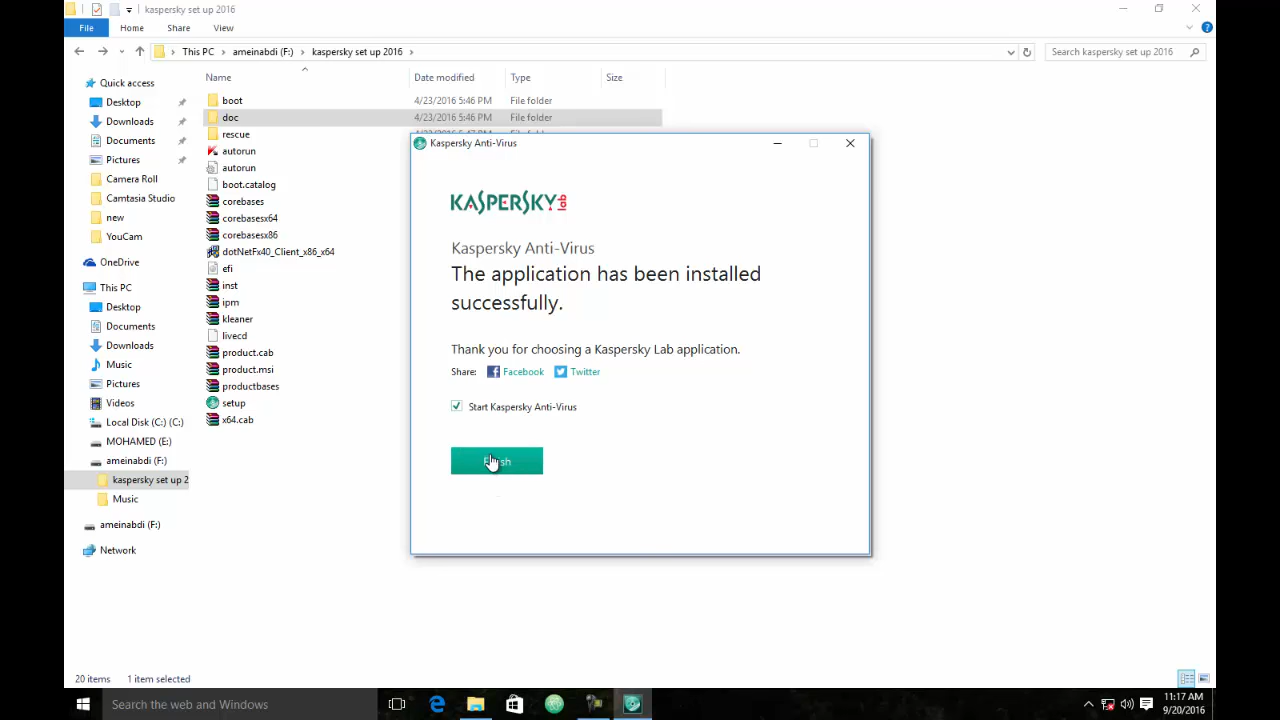 kaspersky set up 2016
File Home Share View
This PC ameinabdi (F:) kaspersky set up 2016
Search kaspersky set up 2016
Name Date modified Type Size
Quick access
Desktop
Downloads
Documents
Pictures
Camera Roll
Camtasia Studio
new
YouCam
OneDrive
This PC
Desktop
Documents
Downloads
Music
Pictures
Videos
Local Disk (C:) (C:)
MOHAMED (E:)
ameinabdi (F:)
kaspersky set up 2
Music
ameinabdi (F:)
Network
boot 4/23/2016 5:46 PM File folder
doc 4/23/2016 5:46 PM File folder
rescue
autorun
autorun
boot.catalog
corebases
corebasesx64
corebasesx86
dotNetFx40_Client_x86_x64
efi
inst
ipm
kleaner
livecd
product.cab
product.msi
productbases
setup
x64.cab
Kaspersky Anti-Virus
KASPERSKY lab
Kaspersky Anti-Virus
The application has been installed
successfully.
Thank you for choosing a Kaspersky Lab application.
Share: Facebook Twitter
Start Kaspersky Anti-Virus
20 items 1 item selected
Search the web and Windows
11:17 AM
9/20/2016